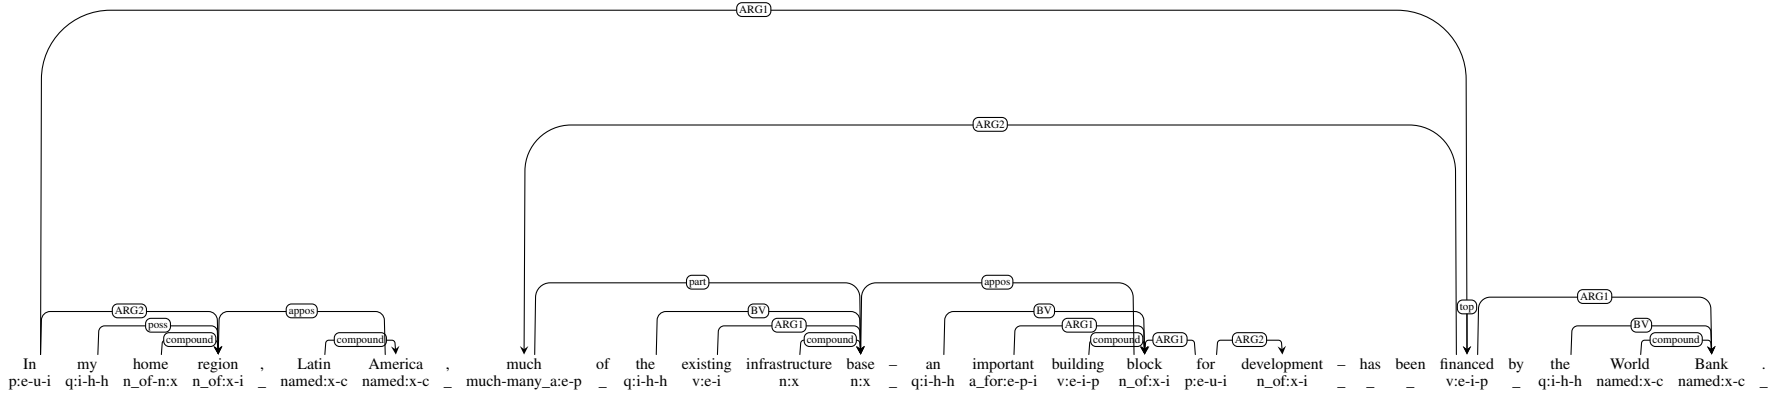 ARG1
ARG2
part appos
top ARG1
ARG2 appos BV BV
poss ARG1 ARG1 BV
compound compound compound compound ARG1 ARG2 compound
In my home region , Latin America , much of the existing infrastructure base – an important building block for development – has been financed by the World Bank .
p:e-u-i q:i-h-h n_of-n:x n_of:x-i _ named:x-c named:x-c _ much-many_a:e-p _ q:i-h-h v:e-i n:x n:x _ q:i-h-h a_for:e-p-i v:e-i-p n_of:x-i p:e-u-i n_of:x-i _ _ _ v:e-i-p _ q:i-h-h named:x-c named:x-c _